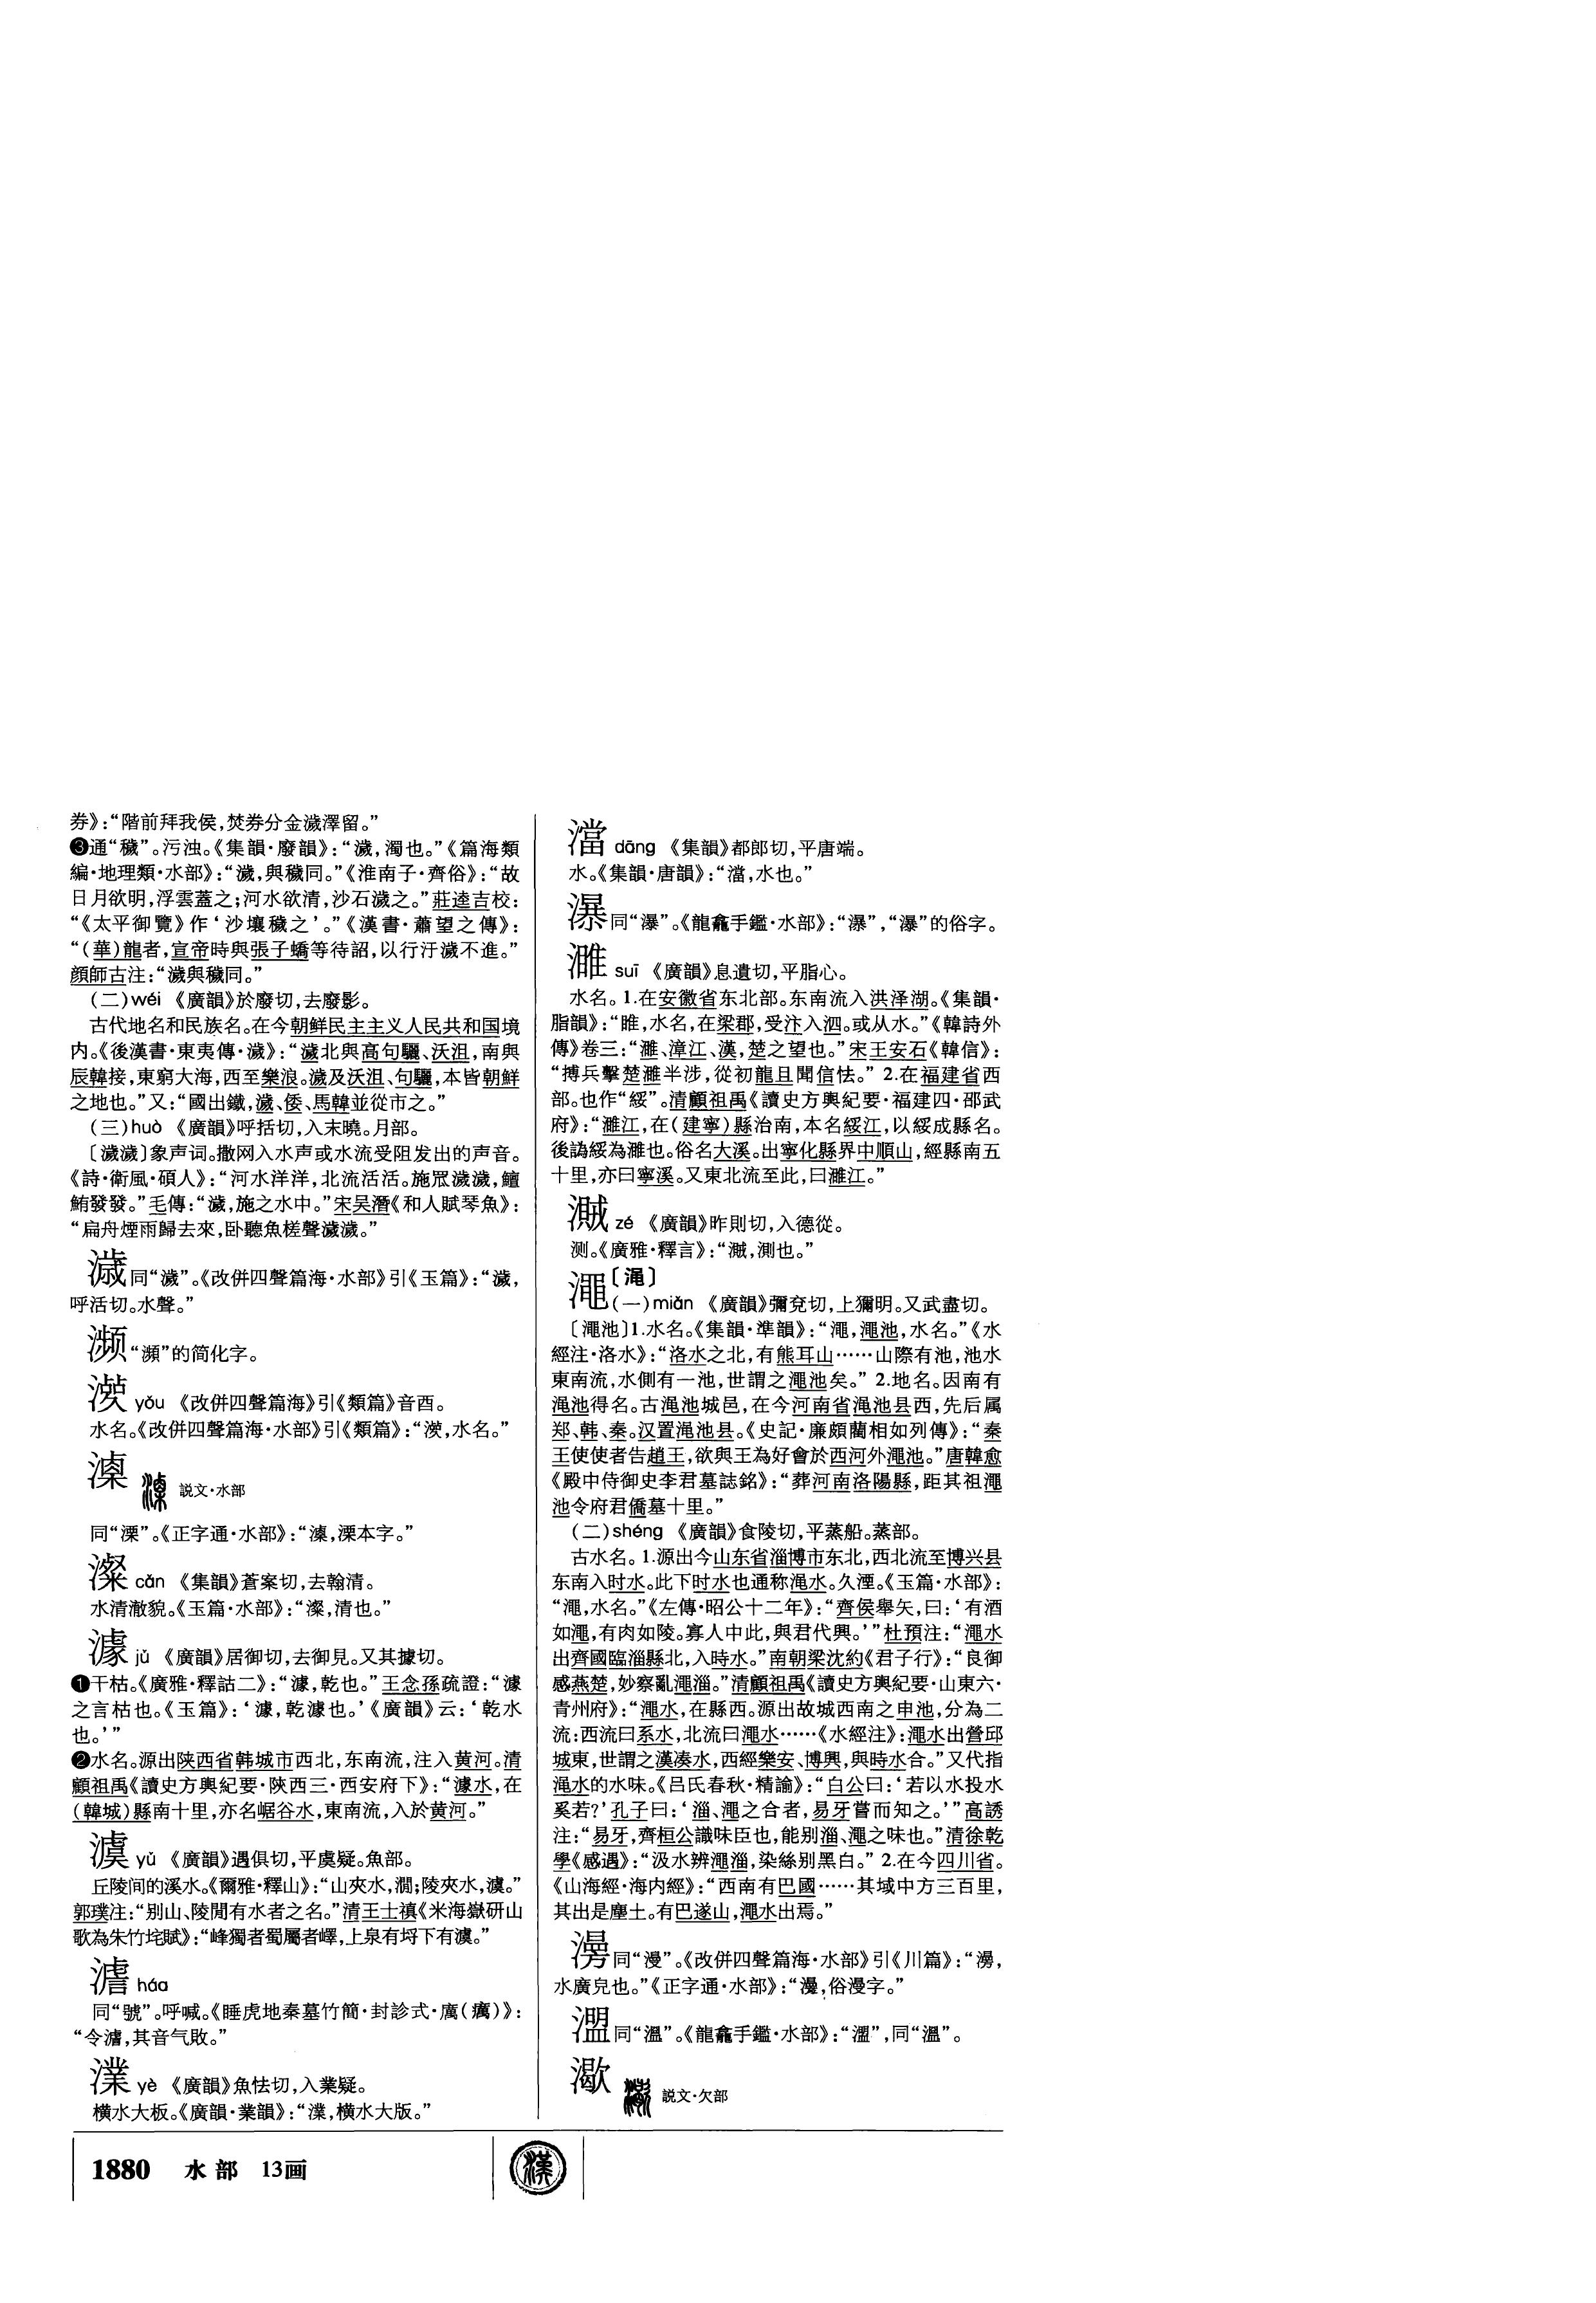 券》：“階前拜我侯，焚券分金濊澤留。”
❸通“穢”。污浊。《集韻·廢韻》：“濊，濁也。”《篇海類
編·地理類·水部》：“濊，與穢同。”《淮南子·齊俗》：“故
日月欲明，浮雲蓋之；河水欲清，沙石濊之。”莊逵吉校：
“《太平御覽》作‘沙壤穢之’。”《漢書·蕭望之傳》：
“（華）龍者，宣帝時與張子蟜等待詔，以行汙濊不進。”
顔師古注：“濊與穢同。”
（二）wéi 《廣韻》於廢切，去廢影。
古代地名和民族名。在今朝鲜民主主义人民共和国境
内。《後漢書·東夷傳·濊》：“濊北與高句驪、沃沮，南與
辰韓接，東窮大海，西至樂浪。濊及沃沮、句驪，本皆朝鮮
之地也。”又：“國出鐵，濊、倭、馬韓並從市之。”
（三）huò 《廣韻》呼括切，入末曉。月部。
〔濊濊〕象声词。撒网入水声或水流受阻发出的声音。
《詩·衛風·碩人》：“河水洋洋，北流活活。施罛濊濊，鱣
鮪發發。”毛傳：“濊，施之水中。”宋吴潛《和人賦琴魚》：
“扁舟煙雨歸去來，卧聽魚槎聲濊濊。”
同“濊”。《改併四聲篇海·水部》引《玉篇》：“濊，
呼活切。水聲。”
濒“瀕”的简化字。
yǒu 《改併四聲篇海》引《類篇》音酉。
水名。《改併四聲篇海·水部》引《類篇》：“，水名。”
説文·水部
同“溧”。《正字通·水部》：“，溧本字。”
澯 cǎn 《集韻》蒼案切，去翰清。
水清澈貌。《玉篇·水部》：“澯，清也。”
澽 jù 《廣韻》居御切，去御見。又其據切。
❶干枯。《廣雅·釋詁二》：“澽，乾也。”王念孫疏證：“澽
之言枯也。《玉篇》：‘澽，乾澽也。’《廣韻》云：‘乾水
也。’”
❷水名。源出陕西省韩城市西北，东南流，注入黄河。清
顧祖禹《讀史方輿紀要·陝西三·西安府下》：“澽水，在
（韓城）縣南十里，亦名崌谷水，東南流，入於黄河。”
澞 yǔ 《廣韻》遇俱切，平虞疑。魚部。
丘陵间的溪水。《爾雅·釋山》：“山夾水，澗；陵夾水，澞。”
郭璞注：“别山、陵間有水者之名。”清王士禛《米海嶽研山
歌為朱竹垞賦》：“峰獨者蜀屬者嶧，上泉有埒下有澞。”
háo
同“號”。呼喊。《睡虎地秦墓竹簡·封診式·厲（癘）》：
“令，其音气敗。”
澲 yè 《廣韻》魚怯切，入業疑。
横水大板。《廣韻·業韻》：“澲，横水大版。”
澢 dāng 《集韻》都郎切，平唐端。
水。《集韻·唐韻》：“澢，水也。”
同“瀑”。《龍龕手鑑·水部》：“”，“瀑”的俗字。
濉 suī 《廣韻》息遺切，平脂心。
水名。1.在安徽省东北部。东南流入洪泽湖。《集韻·
脂韻》：“睢，水名，在梁郡，受汴入泗。或从水。”《韓詩外
傳》卷三：“濉、漳江、漢，楚之望也。”宋王安石《韓信》：
“搏兵擊楚濉半涉，從初龍且聞信怯。” 2.在福建省西
部。也作“綏”。清顧祖禹《讀史方輿紀要·福建四·邵武
府》：“濉江，在（建寧）縣治南，本名綏江，以綏成縣名。
後譌綏為濉也。俗名大溪。出寧化縣界中順山，經縣南五
十里，亦曰寧溪。又東北流至此，曰濉江。”
zé 《廣韻》昨則切，入德從。
测。《廣雅·釋言》：“，測也。”
澠〔渑〕
（一）miǎn 《廣韻》彌兗切，上獮明。又武盡切。
〔澠池〕1.水名。《集韻·準韻》：“澠，澠池，水名。”《水
經注·洛水》：“洛水之北，有熊耳山……山際有池，池水
東南流，水側有一池，世謂之澠池矣。” 2.地名。因南有
渑池得名。古渑池城邑，在今河南省渑池县西，先后属
郑、韩、秦。汉置渑池县。《史記·廉頗藺相如列傳》：“秦
王使使者告趙王，欲與王為好會於西河外澠池。”唐韓愈
《殿中侍御史李君墓誌銘》：“葬河南洛陽縣，距其祖澠
池令府君僑墓十里。”
（二）shéng 《廣韻》食陵切，平蒸船。蒸部。
古水名。1.源出今山东省淄博市东北，西北流至博兴县
东南入时水。此下时水也通称渑水。久湮。《玉篇·水部》：
“澠，水名。”《左傳·昭公十二年》：“齊侯舉矢，曰：‘有酒
如澠，有肉如陵。寡人中此，與君代興。’”杜預注：“澠水
出齊國臨淄縣北，入時水。”南朝梁沈約《君子行》：“良御
感燕楚，妙察亂澠淄。”清顧祖禹《讀史方輿紀要·山東六·
青州府》：“澠水，在縣西。源出故城西南之申池，分為二
流：西流曰系水，北流曰澠水……《水經注》：澠水出營邱
城東，世謂之漢凑水，西經樂安、博興，與時水合。”又代指
渑水的水味。《吕氏春秋·精諭》：“白公曰：‘若以水投水
奚若？’孔子曰：‘淄、澠之合者，易牙嘗而知之。’”高誘
注：“易牙，齊桓公識味臣也，能别淄、澠之味也。”清徐乾
學《感遇》：“汲水辨澠淄，染絲别黑白。” 2.在今四川省。
《山海經·海内經》：“西南有巴國……其域中方三百里，
其出是塵土。有巴遂山，澠水出焉。”
同“漫”。《改併四聲篇海·水部》引《川篇》：“，
水廣皃也。”《正字通·水部》：“，俗漫字。”
同“溫”。《龍龕手鑑·水部》：“”，同“溫”。
説文·欠部
1880 水部 13画
漢